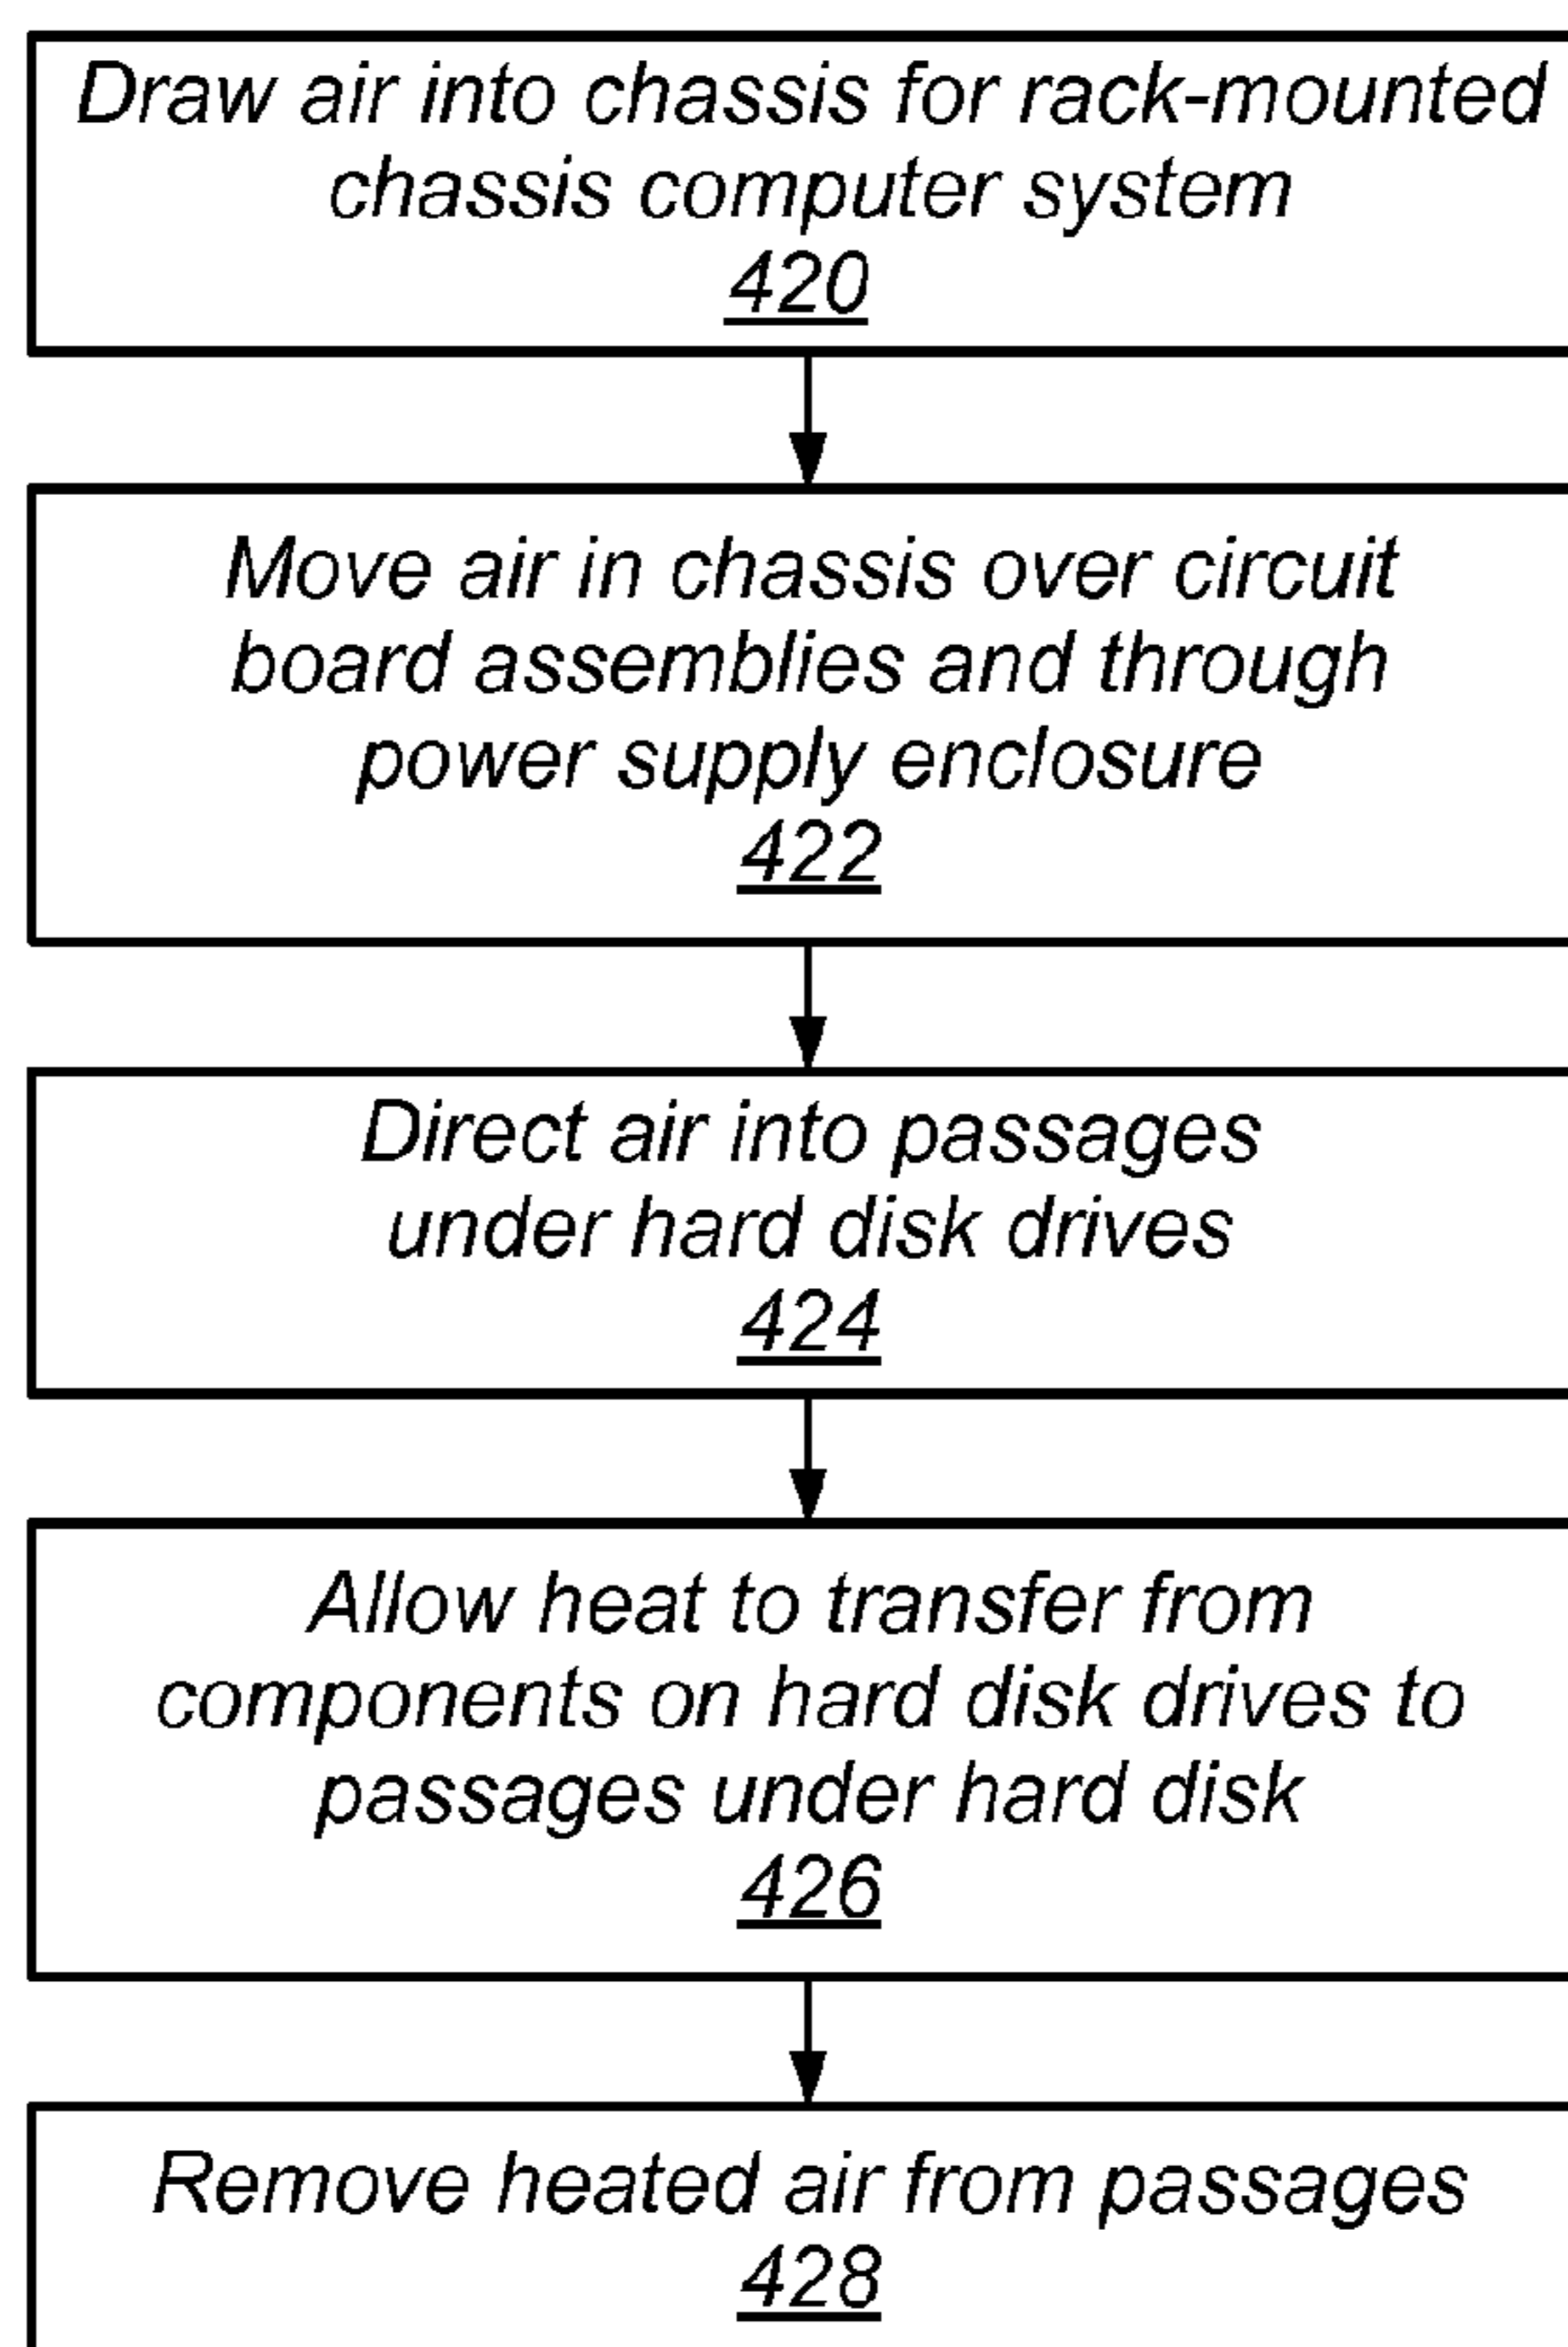 Draw air into chassis for rack-mounted
chassis computer system
420
Move air in chassis over circuit
board assemblies and through
power supply enclosure
422
Direct air into passages
under hard disk drives
424
Allow heat to transfer from
components on hard disk drives to
passages under hard disk
426
Remove heated air from passages
428